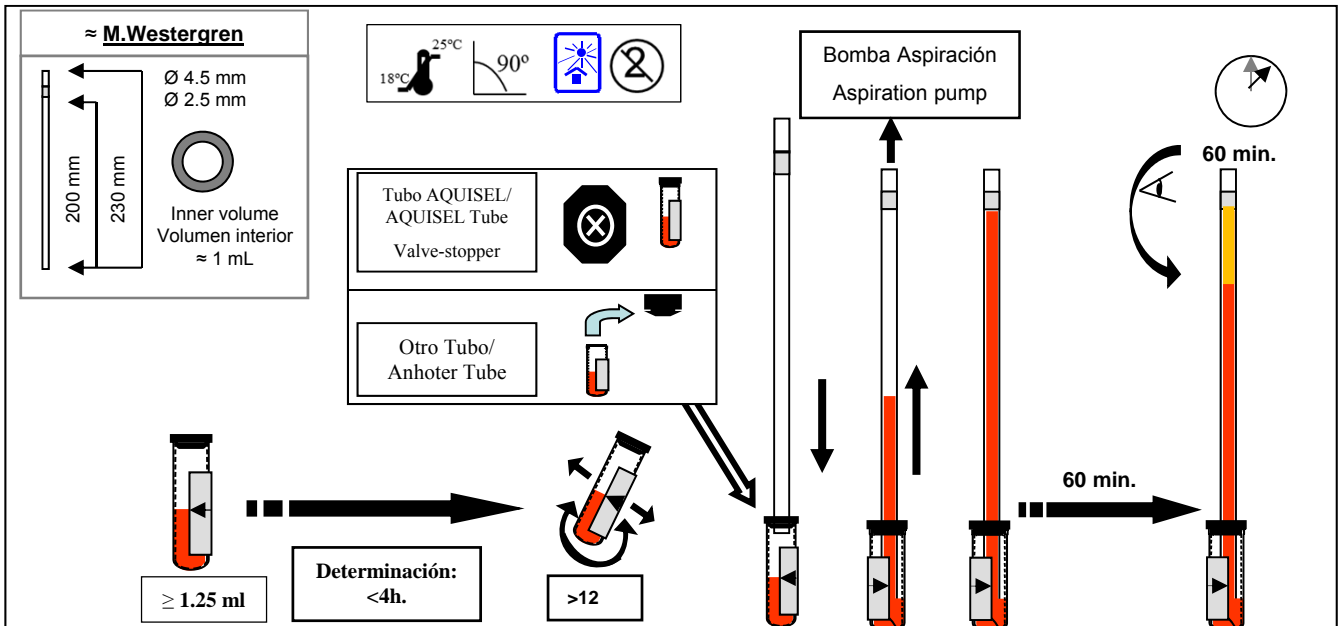 ≈ M.Westergren
Ø 4.5 mm
Ø 2.5 mm
200 mm
230 mm
Inner volume
Volumen interior
≈ 1 mL
18ºC
25ºC
90º
2
Bomba Aspiración
Aspiration pump
Tubo AQUISEL/
AQUISEL Tube
Valve-stopper
Otro Tubo/
Anhoter Tube
≥ 1.25 ml
Determinación:
<4h.
>12
60 min.
60 min.